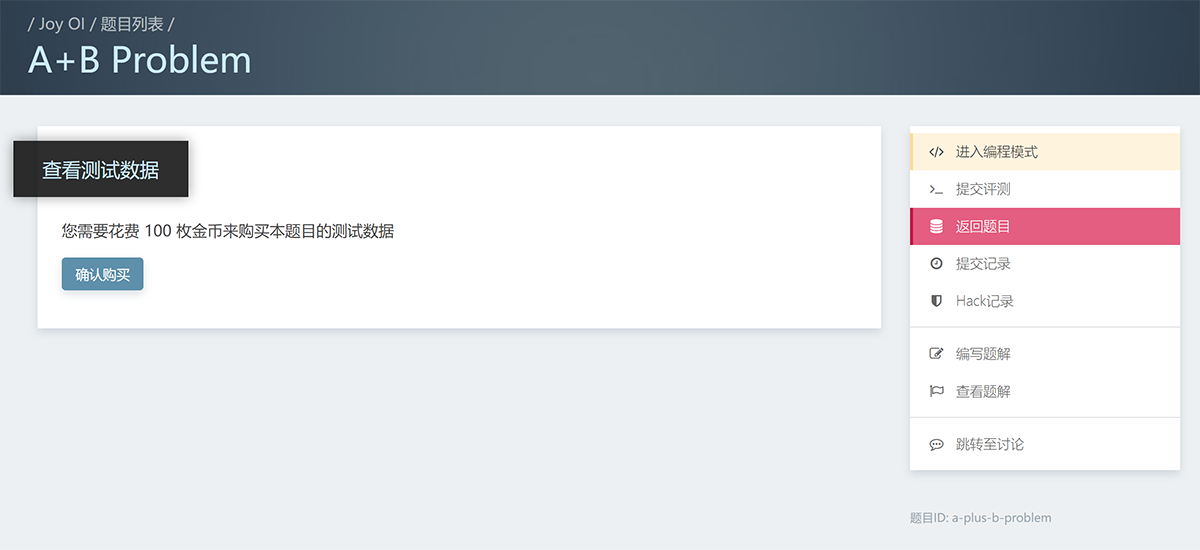 / Joy OI / 题目列表 /
A+B Problem
查看测试数据
您需要花费 100 枚金币来购买本题目的测试数据
确认购买
进入编程模式
提交评测
返回题目
提交记录
Hack记录
编写题解
查看题解
跳转至讨论
题目ID: a-plus-b-problem